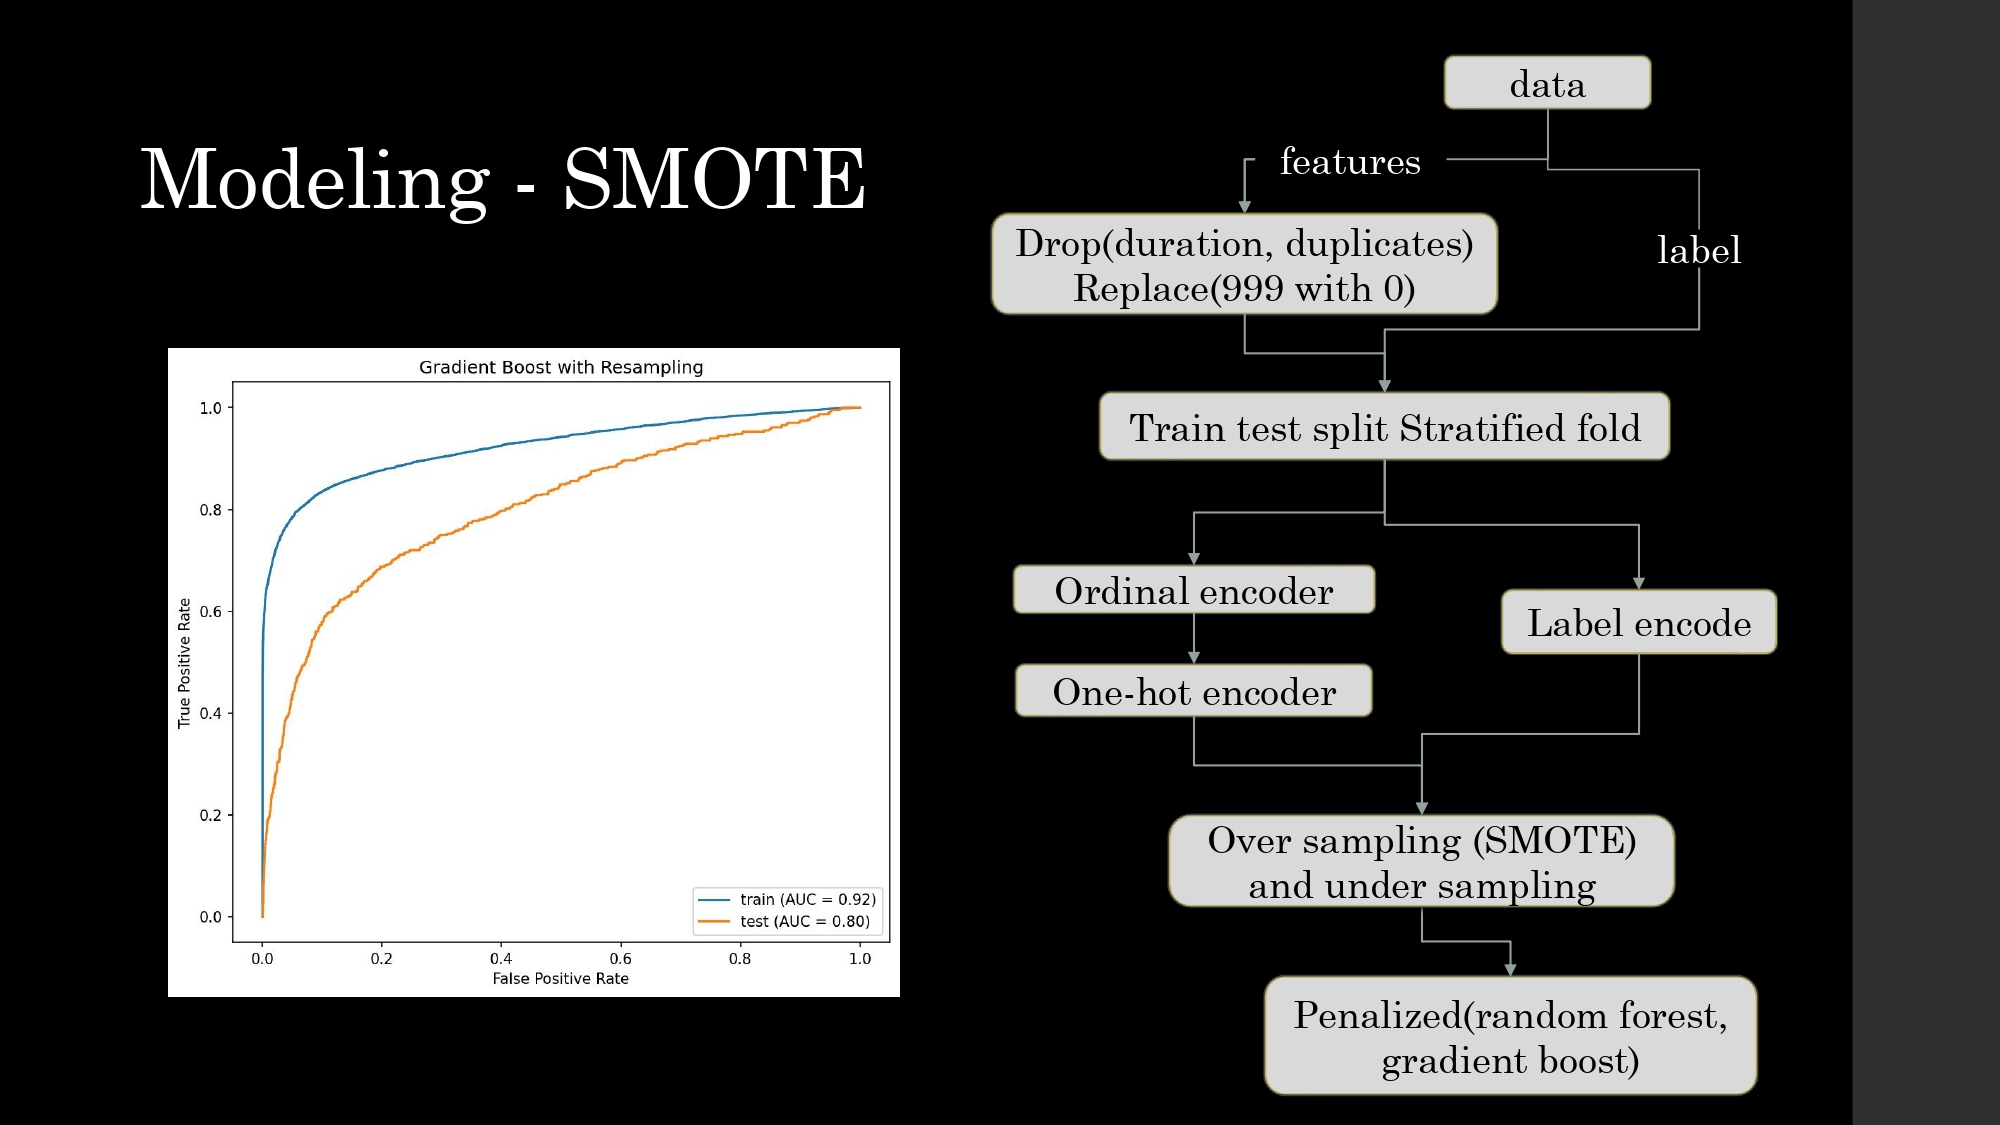 Modeling - SMOTE
Gradient Boost with Resampling
1.0
0.8
0.6
0.4
0.2
0.0
True Positive Rate
0.0 0.2 0.4 0.6 0.8 1.0
False Positive Rate
train (AUC = 0.92)
test (AUC = 0.80)
data
features
label
Drop(duration, duplicates)
Replace(999 with 0)
Train test split Stratified fold
Ordinal encoder
Label encode
One-hot encoder
Over sampling (SMOTE)
and under sampling
Penalized(random forest,
gradient boost)